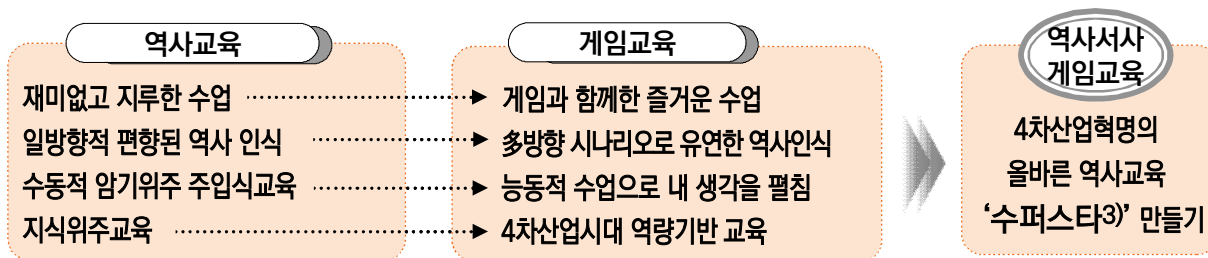 역사교육
재미없고 지루한 수업
일방향적 편향된 역사 인식
수동적 암기위주 주입식교육
지식위주교육
게임교육
게임과 함께한 즐거운 수업
多방향 시나리오로 유연한 역사인식
능동적 수업으로 내 생각을 펼침
4차산업시대 역량기반 교육
역사서사
게임교육
4차산업혁명의
올바른 역사교육
‘수퍼스타3)’ 만들기